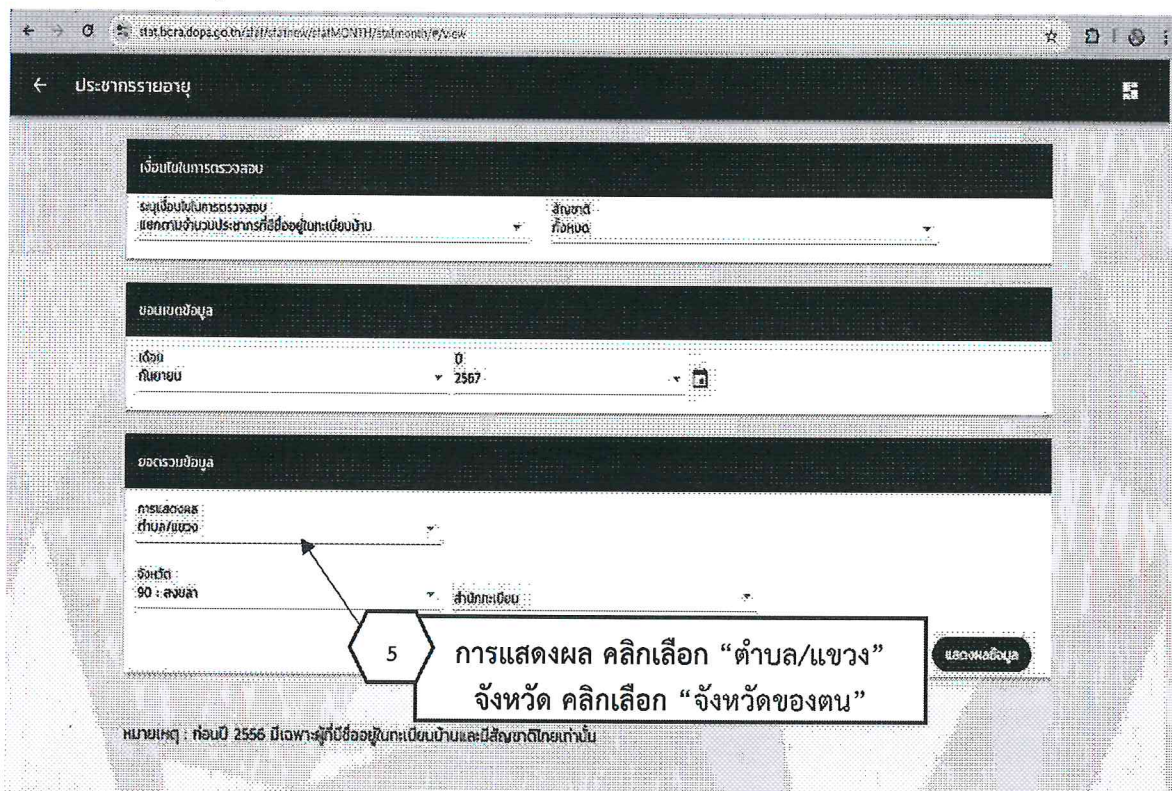 stat.bora.dopa.go.th/stat/statnew/statMONTH/statmonth/#/view
ประชากรรายอายุ
เงื่อนไขในการตรวจสอบ
ระบุเงื่อนไขในการตรวจสอบ
แยกตามจำนวนประชากรที่มีชื่ออยู่ในทะเบียนบ้าน
สัญชาติ
ทั้งหมด
ขอบเขตข้อมูล
เดือน
กันยายน
ปี
2567
ยอดรวมข้อมูล
การแสดงผล
ตำบล/แขวง
จังหวัด
90 : สงขลา
สำนักทะเบียน
5
การแสดงผล คลิกเลือก “ตำบล/แขวง”
จังหวัด คลิกเลือก “จังหวัดของตน”
แสดงผลข้อมูล
หมายเหตุ : ก่อนปี 2556 มีเฉพาะผู้ที่มีชื่ออยู่ในทะเบียนบ้านและมีสัญชาติไทยเท่านั้น